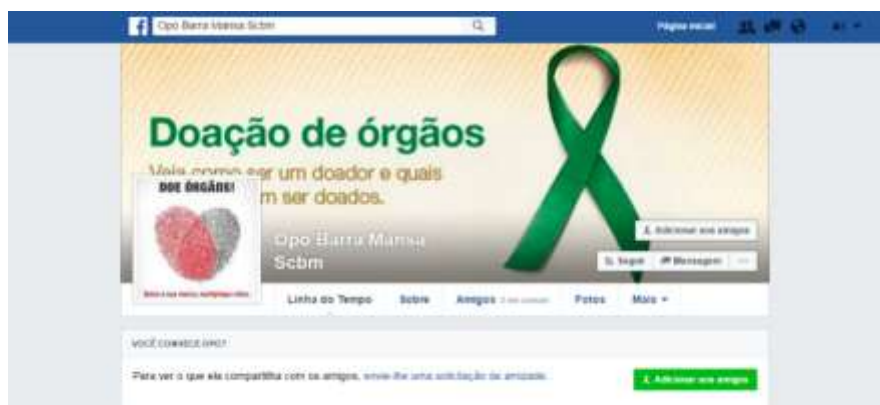 Opo Barra Mansa Scbm
Página inicial
Doação de órgãos
Veja como ser um doador e quais
m ser doados.
DOE ÓRGÃOS!
Opo Barra Mansa
Scbm
Adicionar aos amigos
Seguir Mensagem ...
Linha do Tempo Sobre Amigos Fotos Mais
VOCÊ CONHECE OPO?
Para ver o que ela compartilha com os amigos, envie-lhe uma solicitação de amizade.
Adicionar aos amigos